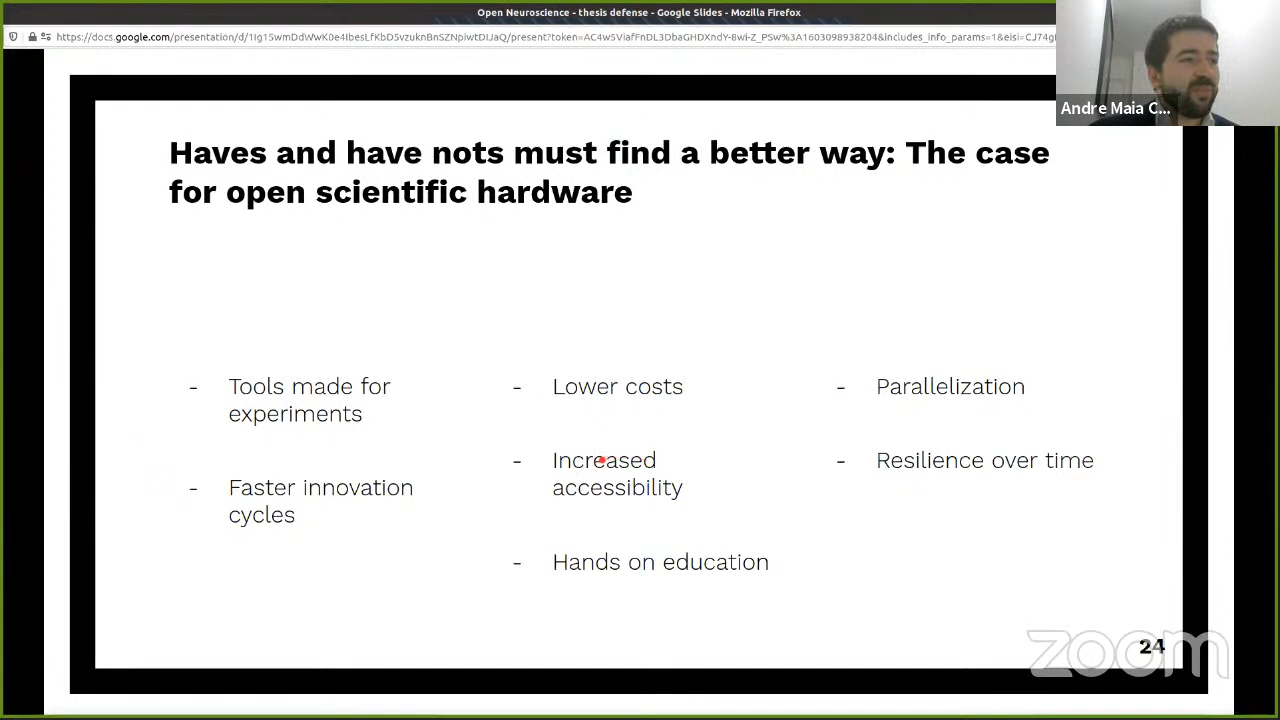 Open Neuroscience - thesis defense - Google Slides - Mozilla Firefox
Andre Maia C...
Haves and have nots must find a better way: The case
for open scientific hardware
- Tools made for
experiments
- Faster innovation
cycles
- Lower costs
- Increased
accessibility
- Hands on education
- Parallelization
- Resilience over time
24
zoom